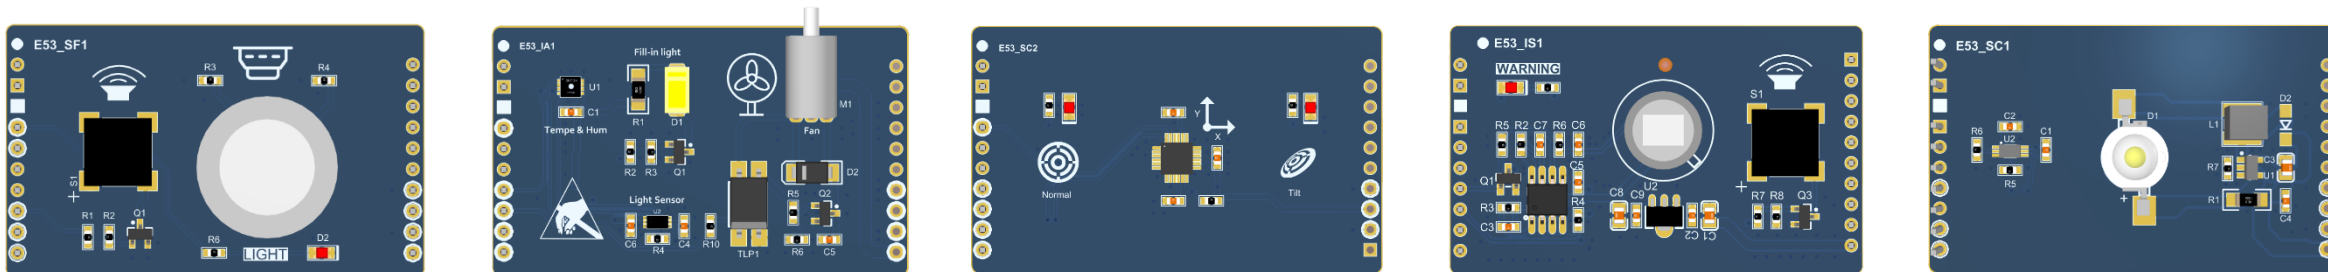 E53_SF1
R3
R4
S1
+
R1
R2
Q1
R6
LIGHT
D2
E53_IA1
Fill-in light
U1
C1
R1
D1
M1
Tempe & Hum
Fan
R2
R3
Q1
D2
Light Sensor
U2
R5
Q2
C6
R4
C4
R10
TLP1
R6
C5
E53_SC2
Y
X
Normal
Tilt
E53_IS1
WARNING
S1
R5
R2
C7
R6
C6
C5
Q1
U2
R3
R4
C8
C9
C3
C2
C1
+
R7
R8
Q3
E53_SC1
D1
D2
L1
C2
R6
U2
C1
R5
R7
C3
U1
R1
C4
+